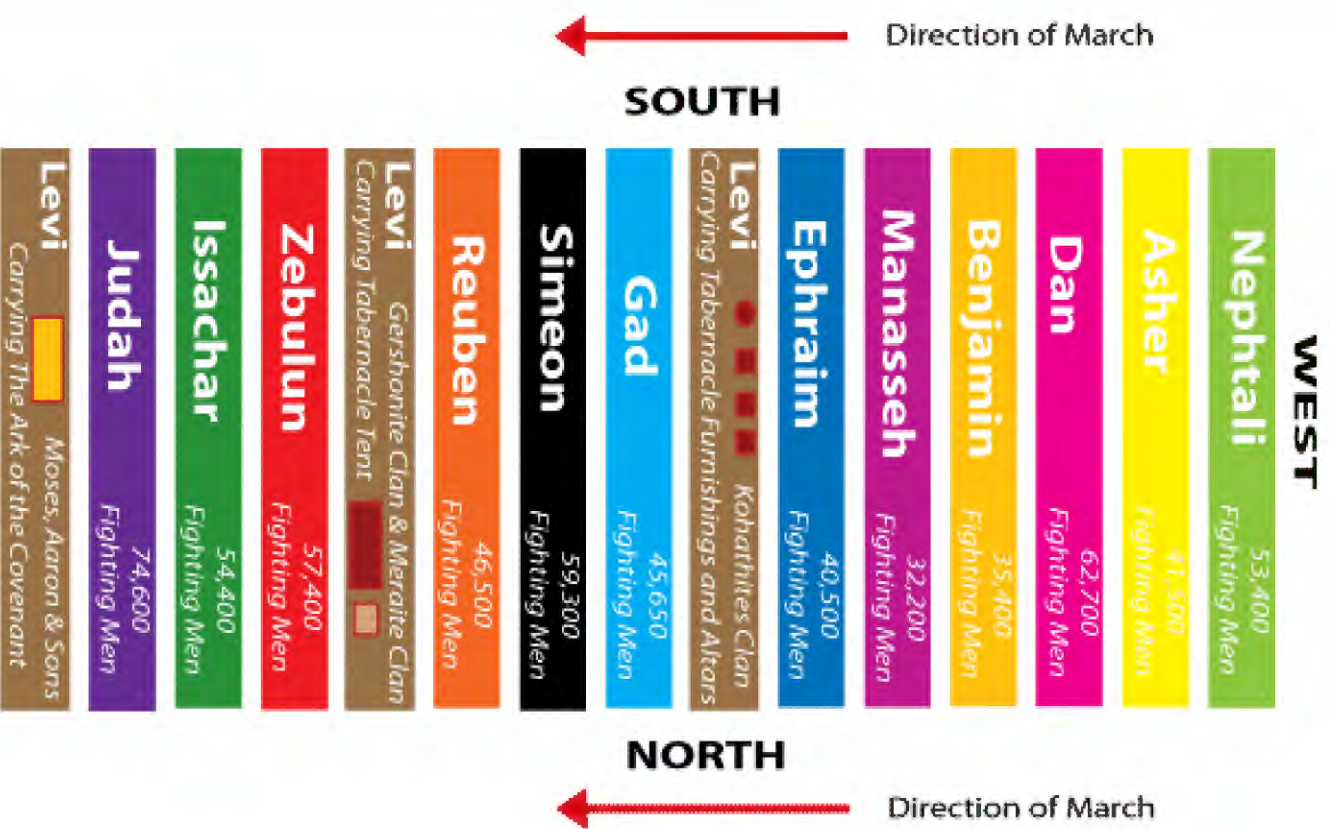 Direction of March
SOUTH
Levi
Moses, Aaron & Sons
Carrying The Ark of the Covenant
Judah
74,600
Fighting Men
Issachar
54,400
Fighting Men
Zebulun
57,400
Fighting Men
Levi
Gershonite Clan & Meraite Clan
Carrying Tabernacle Tent
Reuben
46,500
Fighting Men
Simeon
59,300
Fighting Men
Gad
45,650
Fighting Men
Levi
Kohathites Clan
Carrying Tabernacle Furnishings and Altars
Ephraim
40,500
Fighting Men
Manasseh
32,200
Fighting Men
Benjamin
35,400
Fighting Men
Dan
62,700
Fighting Men
Asher
41,500
Fighting Men
Nephtali
53,400
Fighting Men
WEST
NORTH
Direction of March